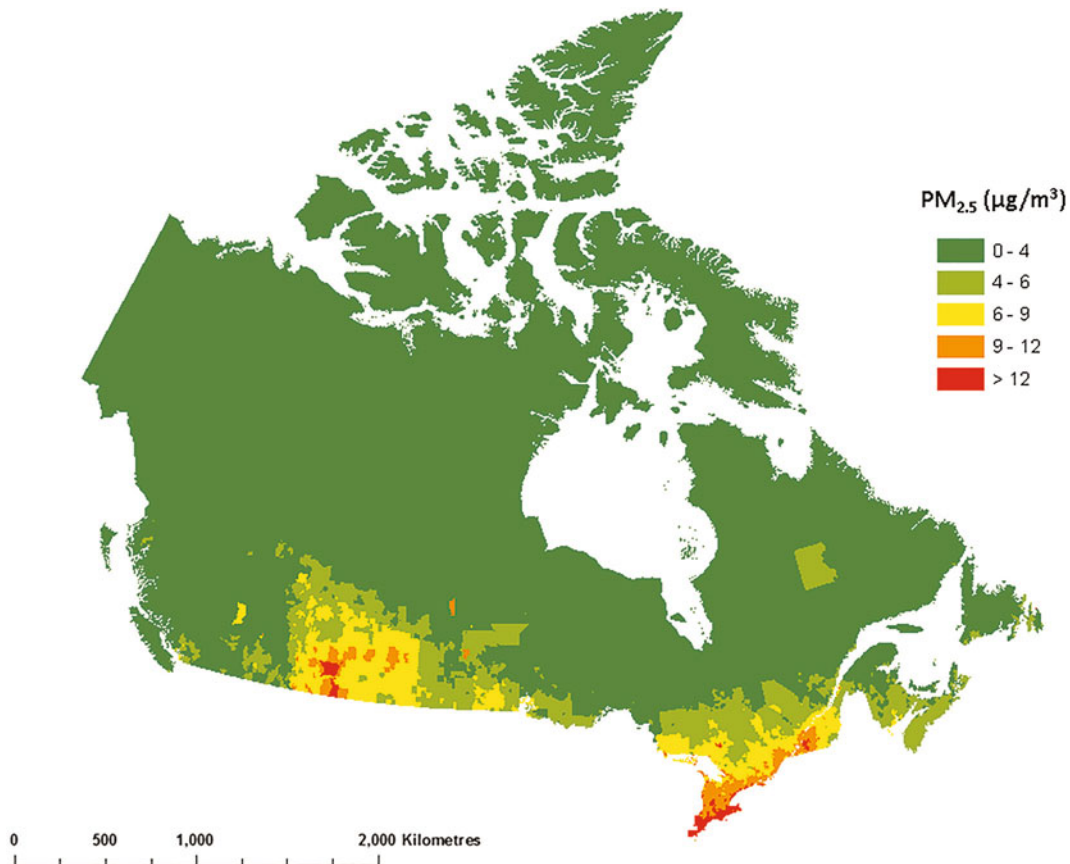 PM₂.₅ (µg/m³)
0 - 4
4 - 6
6 - 9
9 - 12
> 12
0 500 1,000 2,000 Kilometres